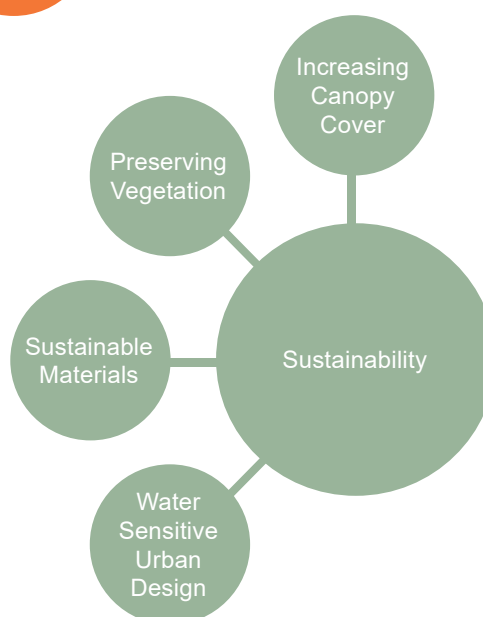 Increasing
Canopy
Cover
Preserving
Vegetation
Sustainable
Materials
Sustainability
Water
Sensitive
Urban
Design